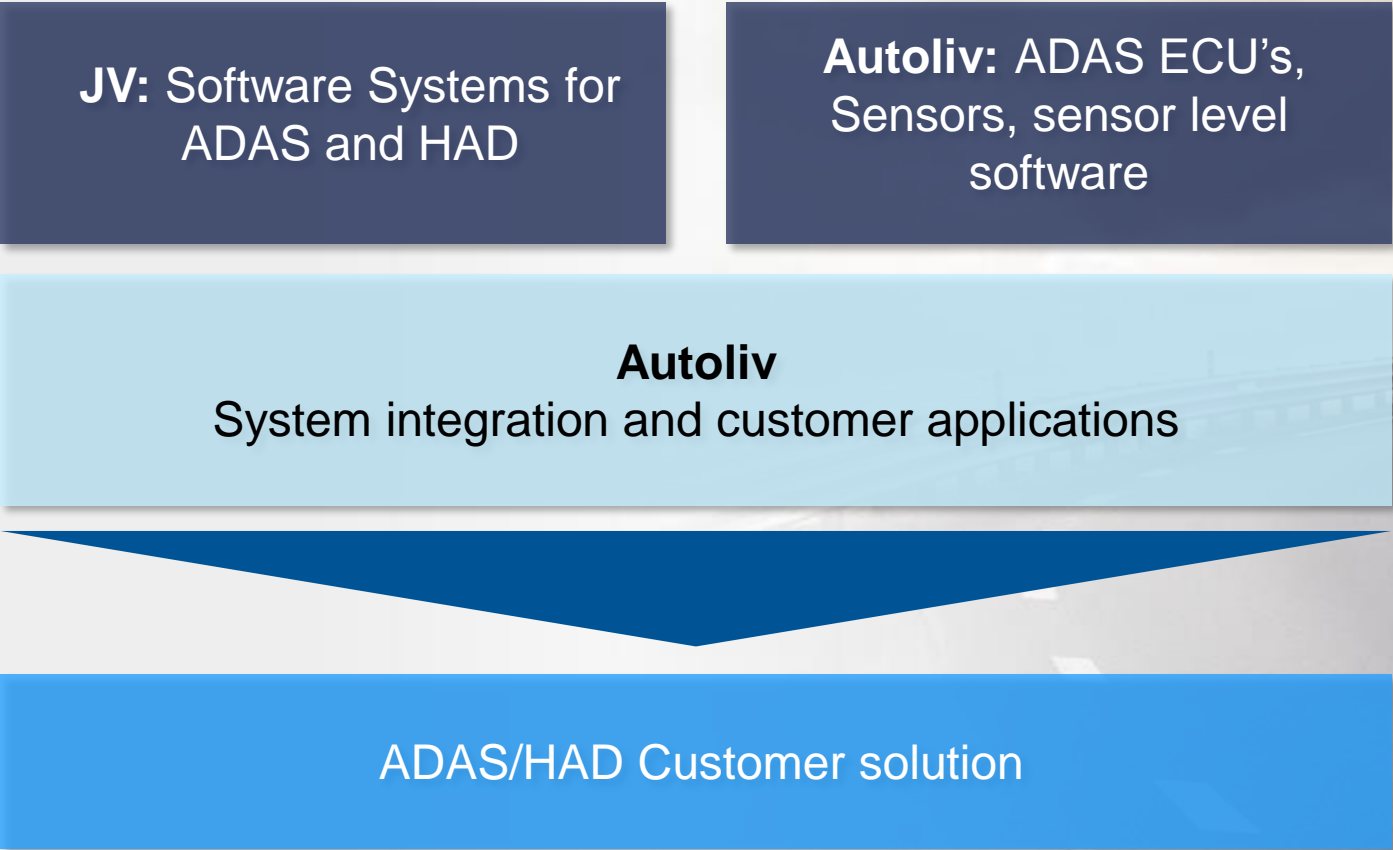 JV: Software Systems for
ADAS and HAD
Autoliv: ADAS ECU's,
Sensors, sensor level
software
Autoliv
System integration and customer applications
ADAS/HAD Customer solution